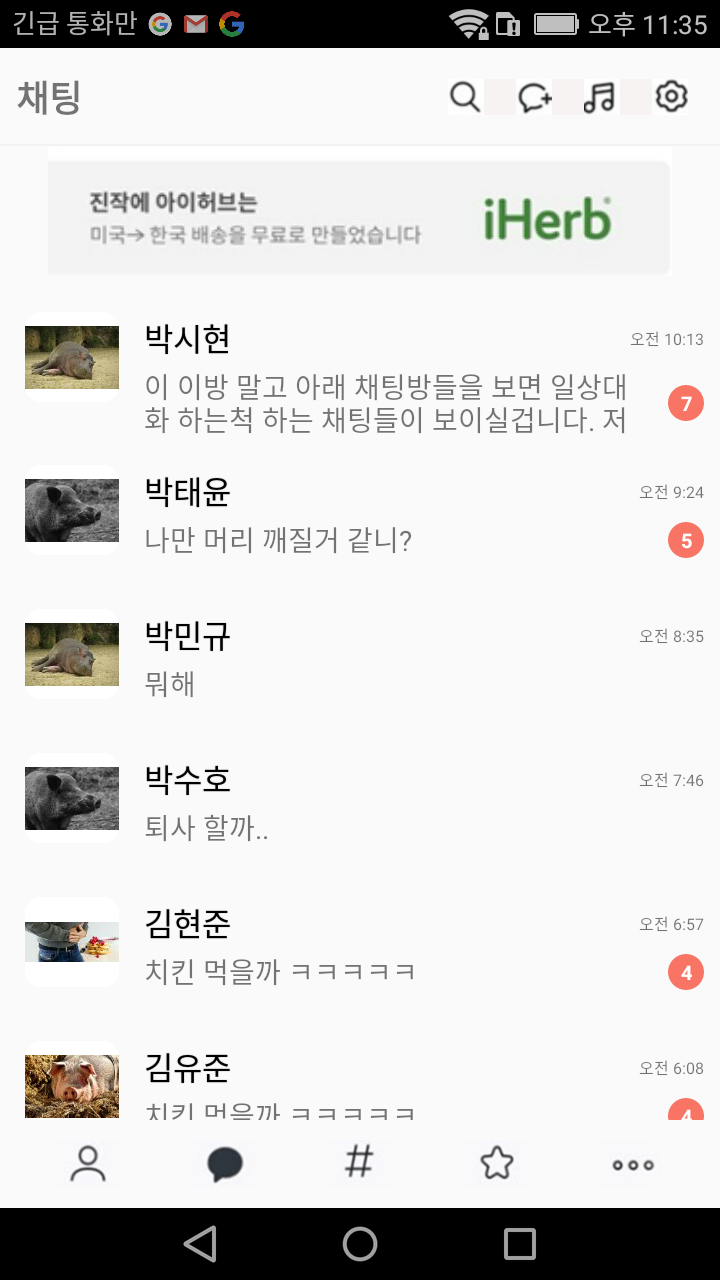 긴급 통화만
오후 11:35
채팅
진작에 아이허브는
미국→ 한국 배송을 무료로 만들었습니다
iHerb
박시현
오전 10:13
이 이방 말고 아래 채팅방들을 보면 일상대
화 하는척 하는 채팅들이 보이실겁니다. 저
7
박태윤
오전 9:24
나만 머리 깨질거 같니?
5
박민규
오전 8:35
뭐해
박수호
오전 7:46
퇴사 할까..
김현준
오전 6:57
치킨 먹을까 ㅋㅋㅋㅋㅋ
4
김유준
오전 6:08
치킨 먹을까 ㅋㅋㅋㅋㅋ
4